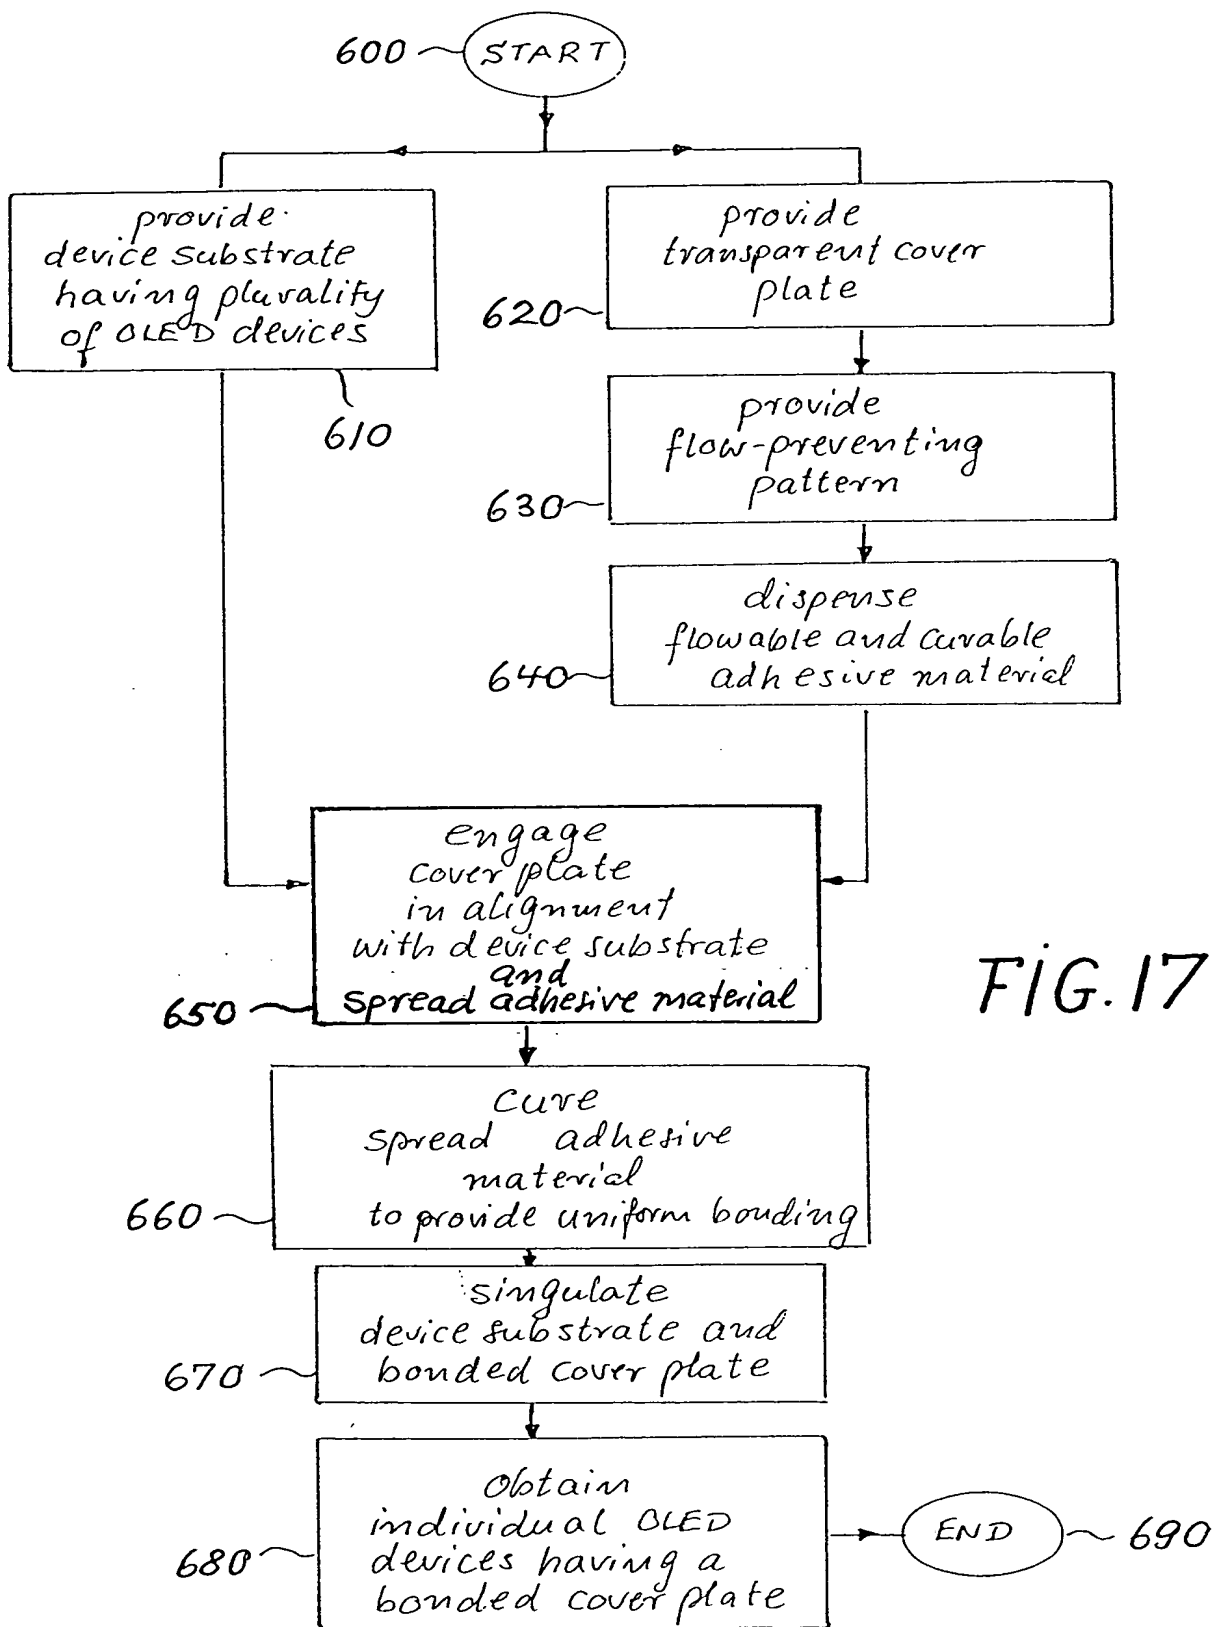 600
START
provide
device substrate
having plurality
of OLED devices
610
provide
transparent cover
plate
620
provide
flow-preventing
pattern
630
dispense
flowable and curable
adhesive material
640
engage
cover plate
in alignment
with device substrate
and
spread adhesive material
650
FIG.17
cure
spread adhesive
material
to provide uniform bonding
660
singulate
device substrate and
bonded cover plate
670
obtain
individual OLED
devices having a
bonded cover plate
680
END
690